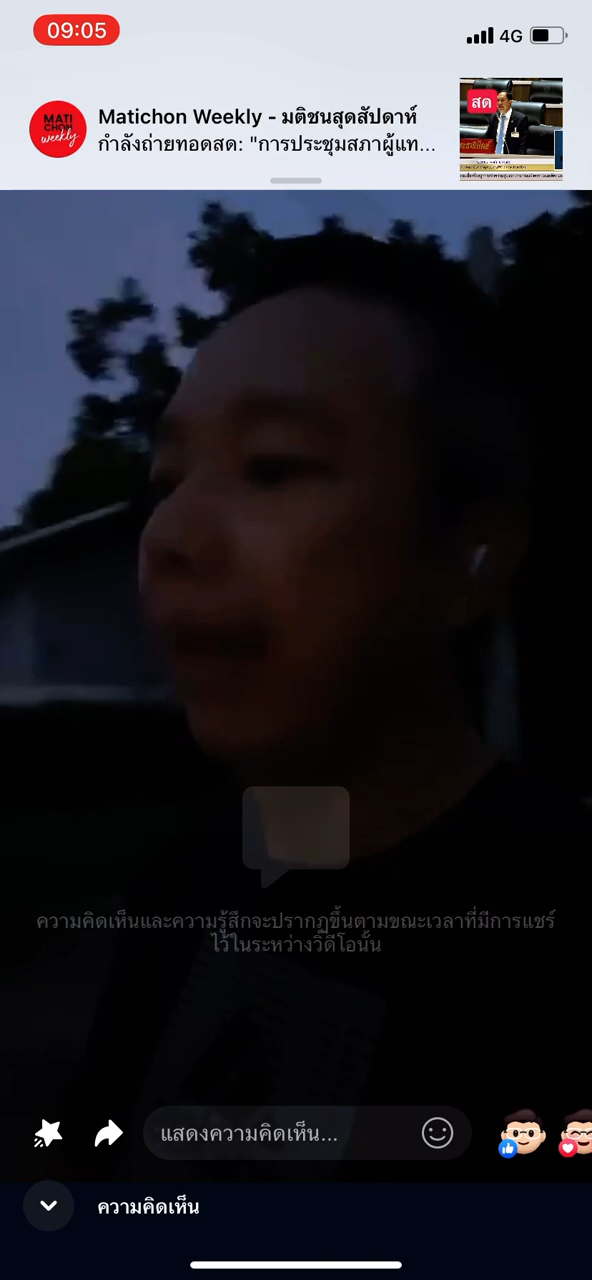 09:05
4G
MATI
CHON
weekly
Matichon Weekly - มติชนสุดสัปดาห์
กำลังถ่ายทอดสด: "การประชุมสภาผู้แท...
สด
ความคิดเห็นและความรู้สึกจะปรากฏขึ้นตามขณะเวลาที่มีการแชร์
ไว้ในระหว่างวิดีโอนั้น
แสดงความคิดเห็น...
ความคิดเห็น